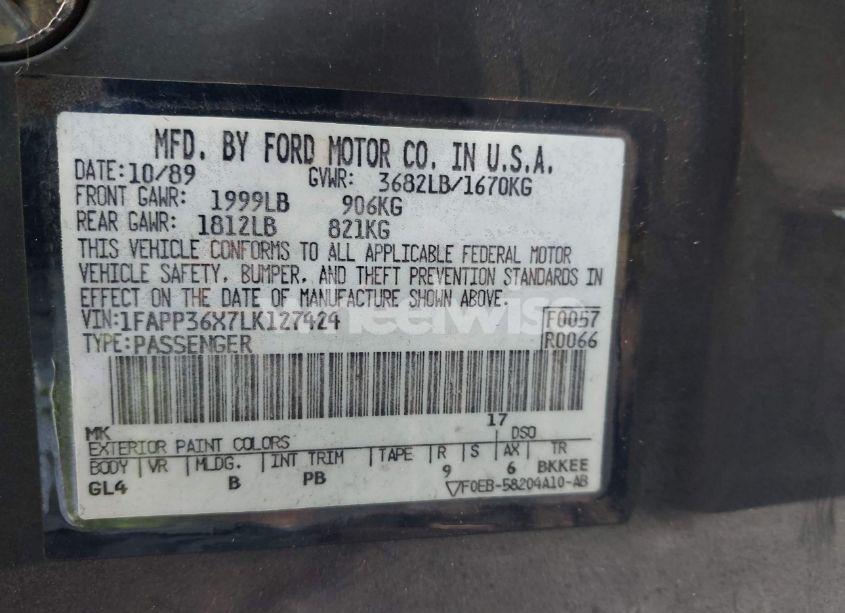 MFD. BY FORD MOTOR CO. IN U.S.A.
DATE: 10/89 GVWR: 3682LB/1670KG
FRONT GAWR: 1999LB 906KG
REAR GAWR: 1812LB 821KG
THIS VEHICLE CONFORMS TO ALL APPLICABLE FEDERAL MOTOR
VEHICLE SAFETY, BUMPER, AND THEFT PREVENTION STANDARDS IN
EFFECT ON THE DATE OF MANUFACTURE SHOWN ABOVE.
VIN: 1FAPP36X7LK127424 F0057
TYPE: PASSENGER R0066
wheelwise
MK 17
EXTERIOR PAINT COLORS DSO
BODY VR MLDG. INT TRIM TAPE R S AX TR
GL4 B PB 9 6 BKKEE
F0EB-58204A10-AB